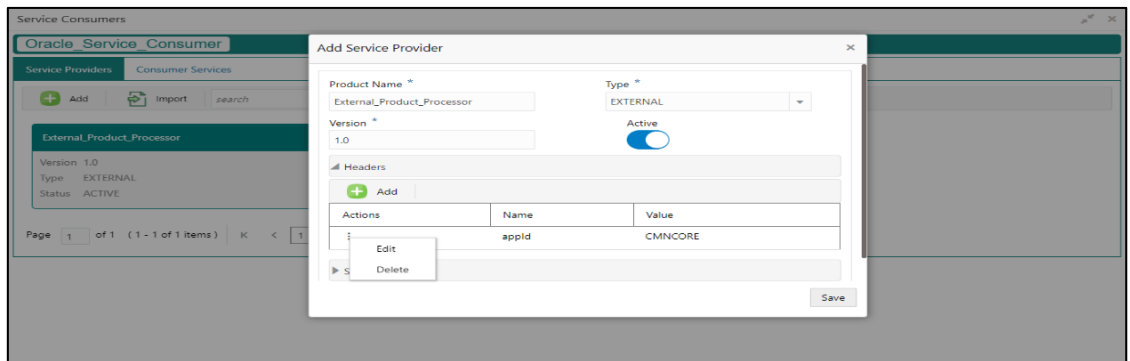 Service Consumers
Oracle_Service_Consumer
Service Providers Consumer Services
Add Import search
External_Product_Processor
Version 1.0
Type EXTERNAL
Status ACTIVE
Page 1 of 1 (1 - 1 of 1 items) K < 1
Add Service Provider
Product Name * Type *
External_Product_Processor EXTERNAL
Version * Active
1.0
Headers
Add
Actions Name Value
appId CMNCORE
Edit
Delete
S
Save